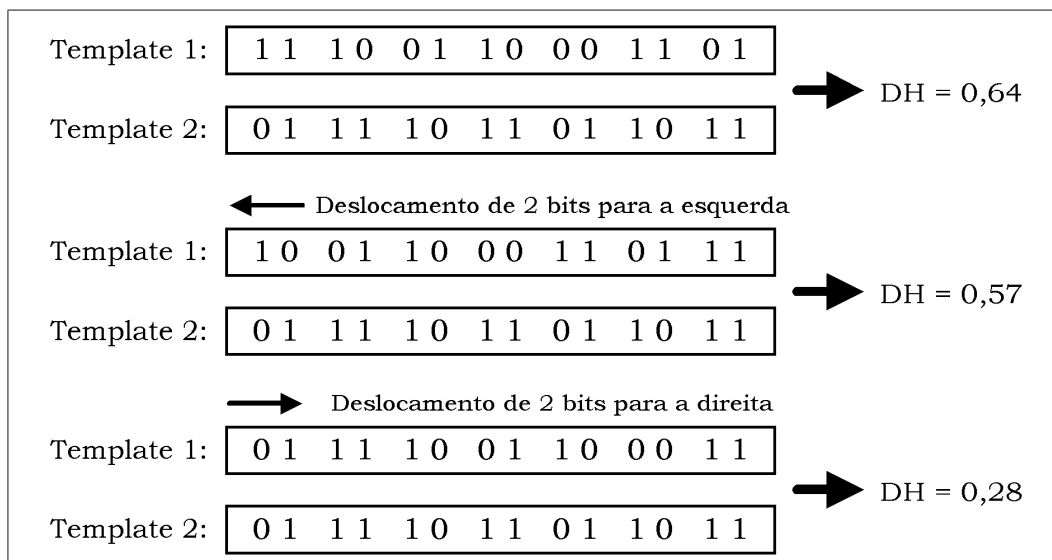 Template 1: 11 10 01 10 00 11 01
DH = 0,64
Template 2: 01 11 10 11 01 10 11
Deslocamento de 2 bits para a esquerda
Template 1: 10 01 10 00 11 01 11
DH = 0,57
Template 2: 01 11 10 11 01 10 11
Deslocamento de 2 bits para a direita
Template 1: 01 11 10 01 10 00 11
DH = 0,28
Template 2: 01 11 10 11 01 10 11